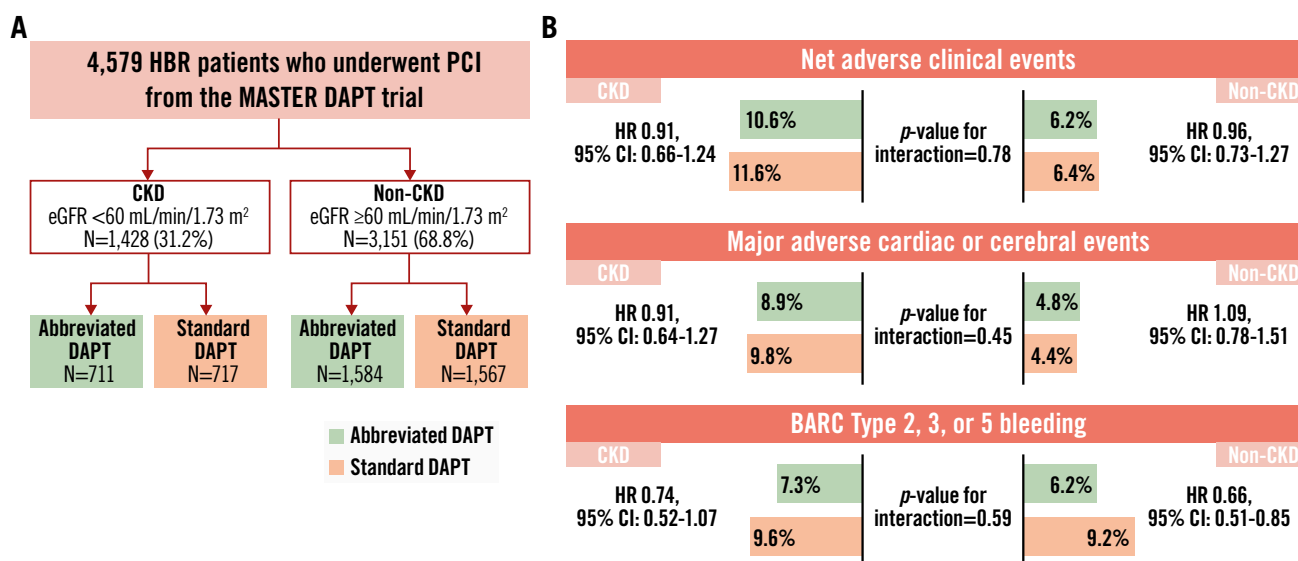 A
4,579 HBR patients who underwent PCI
from the MASTER DAPT trial
CKD
eGFR <60 mL/min/1.73 m²
N=1,428 (31.2%)
Non-CKD
eGFR ≥60 mL/min/1.73 m²
N=3,151 (68.8%)
Abbreviated
DAPT
N=711
Standard
DAPT
N=717
Abbreviated
DAPT
N=1,584
Standard
DAPT
N=1,567
Abbreviated DAPT
Standard DAPT
B
Net adverse clinical events
CKD
Non-CKD
HR 0.91,
95% CI: 0.66-1.24
10.6%
11.6%
p-value for
interaction=0.78
6.2%
6.4%
HR 0.96,
95% CI: 0.73-1.27
Major adverse cardiac or cerebral events
CKD
Non-CKD
HR 0.91,
95% CI: 0.64-1.27
8.9%
9.8%
p-value for
interaction=0.45
4.8%
4.4%
HR 1.09,
95% CI: 0.78-1.51
BARC Type 2, 3, or 5 bleeding
CKD
Non-CKD
HR 0.74,
95% CI: 0.52-1.07
7.3%
9.6%
p-value for
interaction=0.59
6.2%
9.2%
HR 0.66,
95% CI: 0.51-0.85